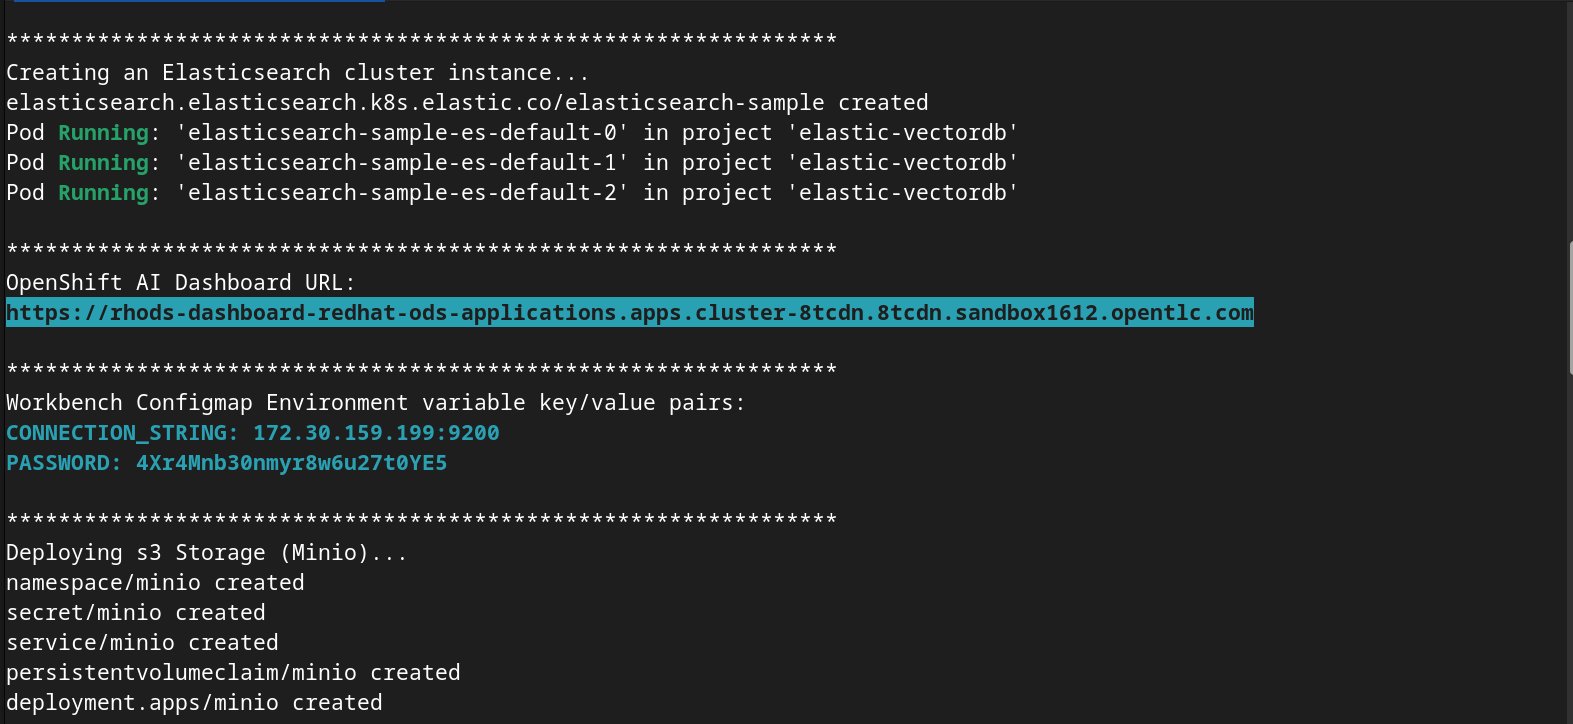 ****************************************************************
Creating an Elasticsearch cluster instance...
elasticsearch.elasticsearch.k8s.elastic.co/elasticsearch-sample created
Pod Running: 'elasticsearch-sample-es-default-0' in project 'elastic-vectordb'
Pod Running: 'elasticsearch-sample-es-default-1' in project 'elastic-vectordb'
Pod Running: 'elasticsearch-sample-es-default-2' in project 'elastic-vectordb'
****************************************************************
OpenShift AI Dashboard URL:
https://rhods-dashboard-redhat-ods-applications.apps.cluster-8tcdn.8tcdn.sandbox1612.opentlc.com
****************************************************************
Workbench Configmap Environment variable key/value pairs:
CONNECTION_STRING: 172.30.159.199:9200
PASSWORD: 4Xr4Mnb30nmyr8w6u27t0YE5
****************************************************************
Deploying s3 Storage (Minio)...
namespace/minio created
secret/minio created
service/minio created
persistentvolumeclaim/minio created
deployment.apps/minio created